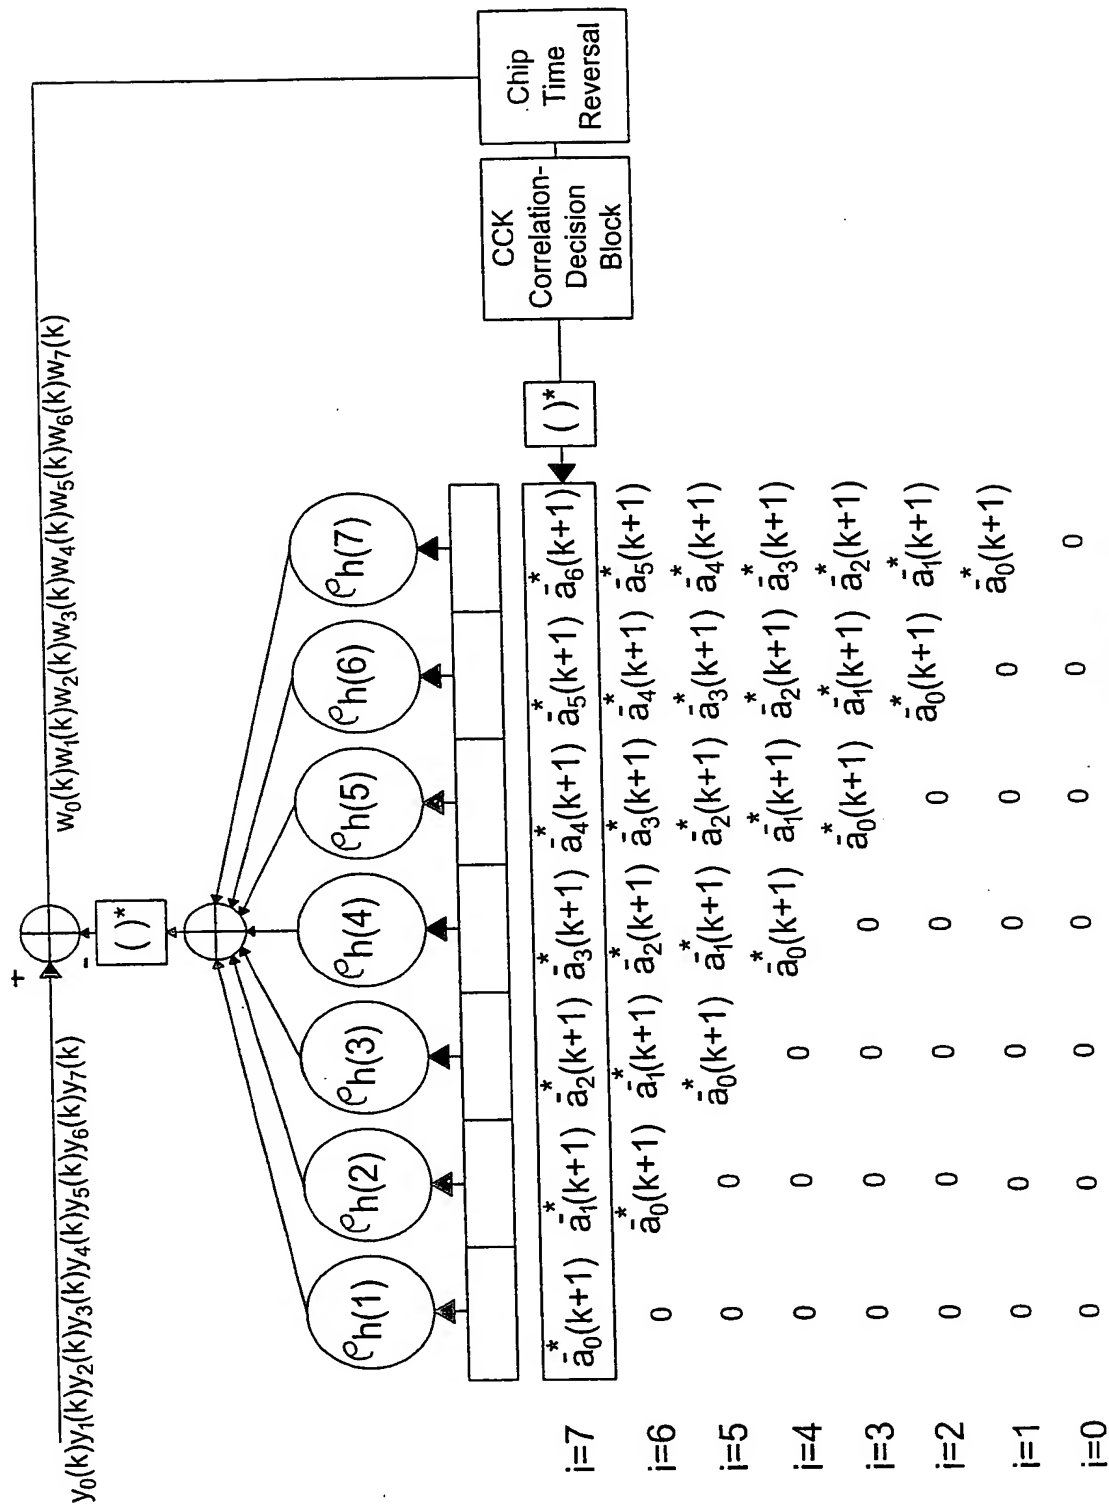 y₀(k)y₁(k)y₂(k)y₃(k)y₄(k)y₅(k)y₆(k)y₇(k)
+
-
w₀(k)w₁(k)w₂(k)w₃(k)w₄(k)w₅(k)w₆(k)w₇(k)
( )*
ρh(1) ρh(2) ρh(3) ρh(4) ρh(5) ρh(6) ρh(7)
Chip
Time
Reversal
CCK
Correlation-
Decision
Block
( )*
i=7 ā₀*(k+1) ā₁*(k+1) ā₂*(k+1) ā₃*(k+1) ā₄*(k+1) ā₅*(k+1) ā₆*(k+1)
i=6 0 ā₀*(k+1) ā₁*(k+1) ā₂*(k+1) ā₃*(k+1) ā₄*(k+1) ā₅*(k+1)
i=5 0 0 ā₀*(k+1) ā₁*(k+1) ā₂*(k+1) ā₃*(k+1) ā₄*(k+1)
i=4 0 0 0 ā₀*(k+1) ā₁*(k+1) ā₂*(k+1) ā₃*(k+1)
i=3 0 0 0 0 ā₀*(k+1) ā₁*(k+1) ā₂*(k+1)
i=2 0 0 0 0 0 ā₀*(k+1) ā₁*(k+1)
i=1 0 0 0 0 0 0 ā₀*(k+1)
i=0 0 0 0 0 0 0 0